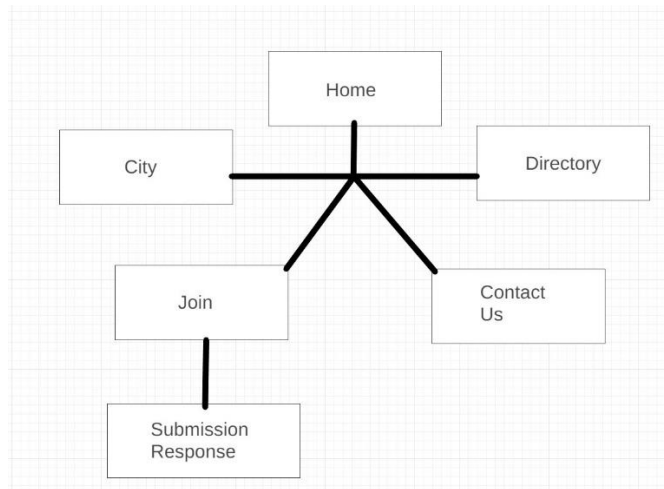 Home
City
Directory
Join
Contact
Us
Submission
Response